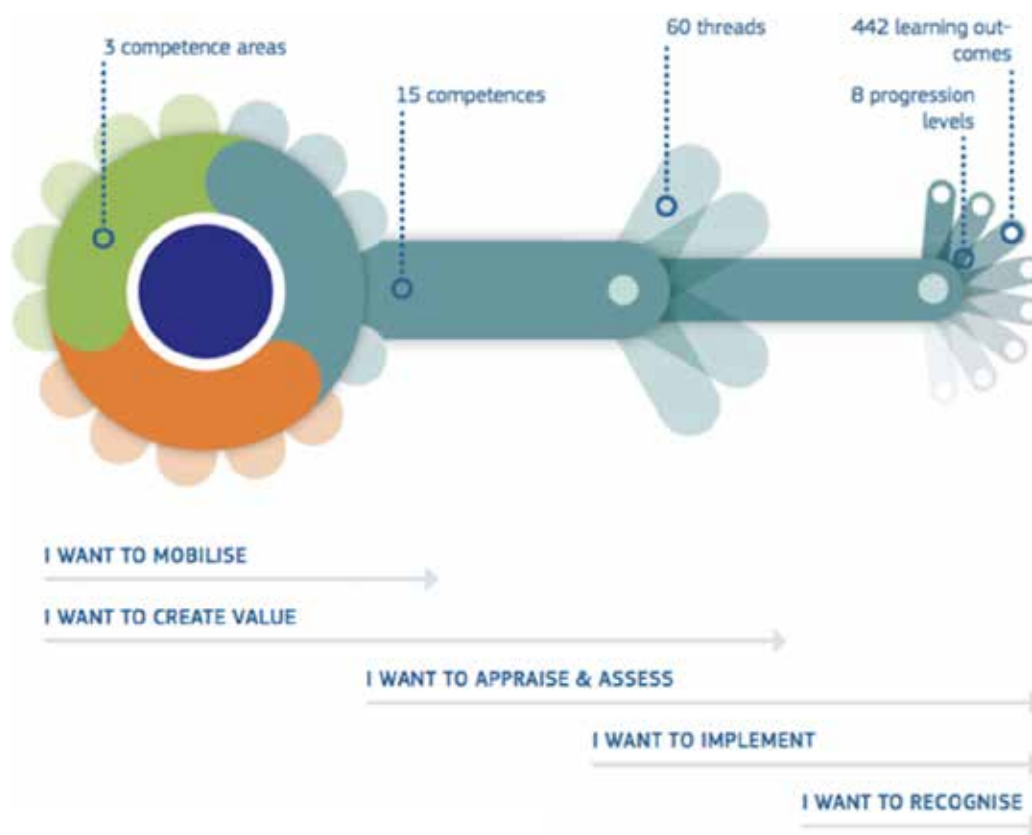 3 competence areas
15 competences
60 threads
442 learning out-
comes
8 progression
levels
I WANT TO MOBILISE
I WANT TO CREATE VALUE
I WANT TO APPRAISE & ASSESS
I WANT TO IMPLEMENT
I WANT TO RECOGNISE